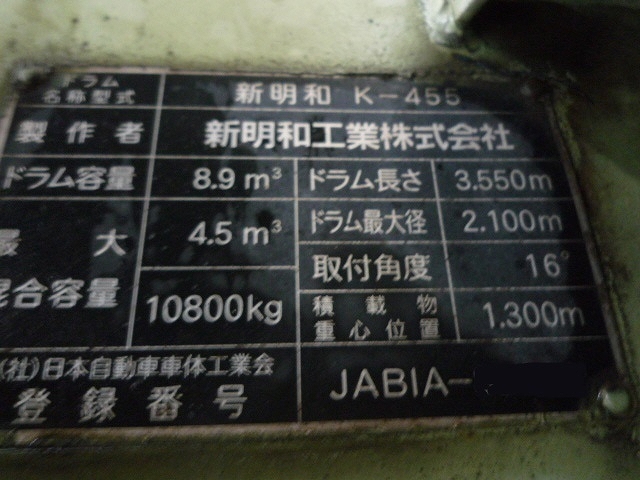 ドラム
名称型式
新明和 K-455
製作者
新明和工業株式会社
ドラム容量
8.9 m³
ドラム長さ
3.550m
最大
混合容量
4.5 m³
10800kg
ドラム最大径
2.100m
取付角度
16°
積載物
重心位置
1.300m
(社)日本自動車車体工業会
登録番号
JABIA-